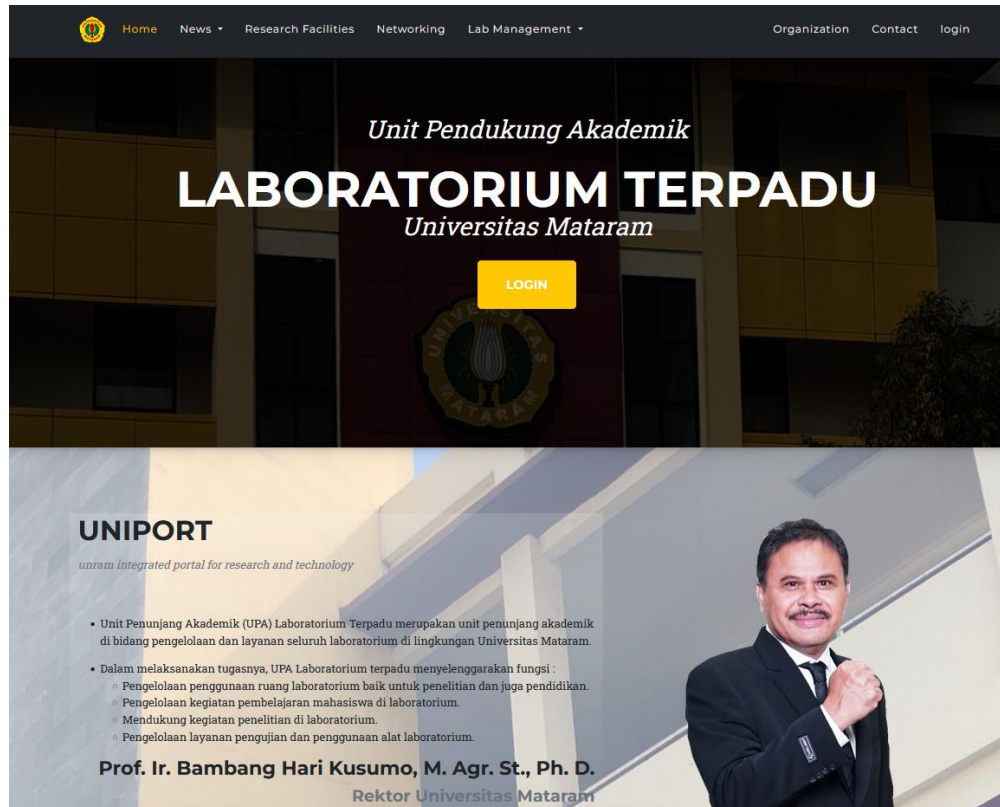 Home News Research Facilities Networking Lab Management Organization Contact login
Unit Pendukung Akademik
LABORATORIUM TERPADU
Universitas Mataram
LOGIN
UNIVERSITAS
MATARAM
UNIPORT
unram integrated portal for research and technology
• Unit Penunjang Akademik (UPA) Laboratorium Terpadu merupakan unit penunjang akademik
di bidang pengelolaan dan layanan seluruh laboratorium di lingkungan Universitas Mataram.
• Dalam melaksanakan tugasnya, UPA Laboratorium terpadu menyelenggarakan fungsi :
◦ Pengelolaan penggunaan ruang laboratorium baik untuk penelitian dan juga pendidikan.
◦ Pengelolaan kegiatan pembelajaran mahasiswa di laboratorium.
◦ Mendukung kegiatan penelitian di laboratorium.
◦ Pengelolaan layanan pengujian dan penggunaan alat laboratorium.
Prof. Ir. Bambang Hari Kusumo, M. Agr. St., Ph. D.
Rektor Universitas Mataram